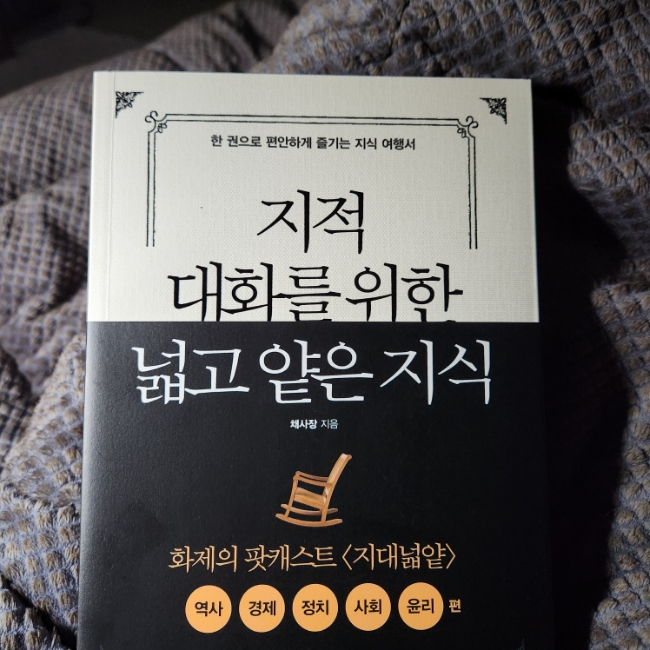 한 권으로 편안하게 즐기는 지식 여행서
지적
대화를 위한
넓고 얕은 지식
채사장 지음
화제의 팟캐스트 〈지대넓얕〉
역사 경제 정치 사회 윤리 편